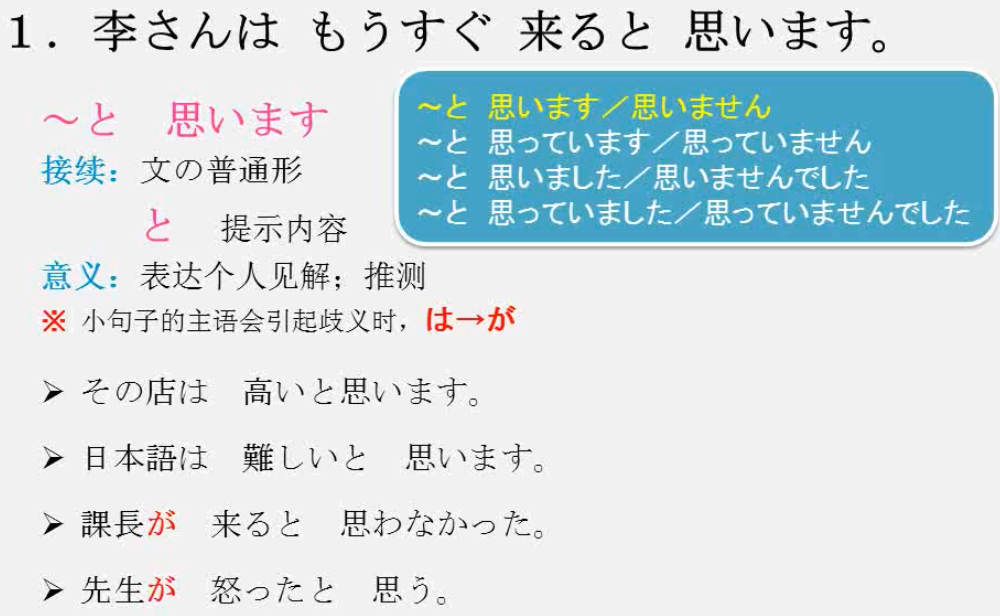 1．李さんは もうすぐ 来ると 思います。
～と 思います
接续：文の普通形
と 提示内容
意义：表达个人见解；推测
※ 小句子的主语会引起歧义时，は→が
～と 思います／思いません
～と 思っています／思っていません
～と 思いました／思いませんでした
～と 思っていました／思っていませんでした
➢ その店は 高いと思います。
➢ 日本語は 難しいと 思います。
➢ 課長が 来ると 思わなかった。
➢ 先生が 怒ったと 思う。